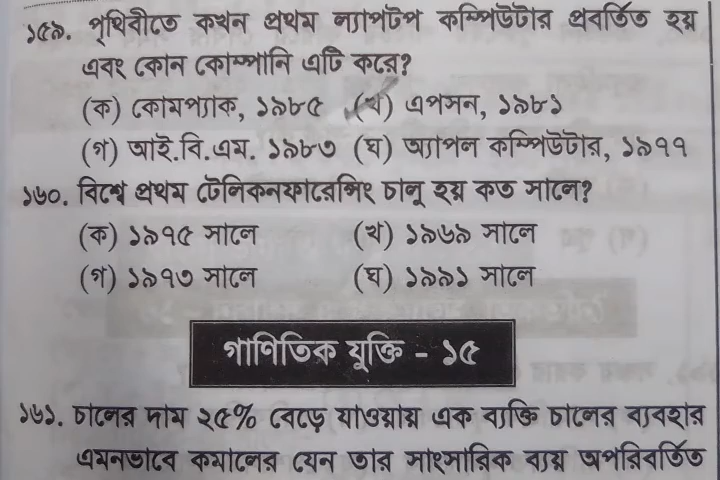 ১৫৯. পৃথিবীতে কখন প্রথম ল্যাপটপ কম্পিউটার প্রবর্তিত হয়
এবং কোন কোম্পানি এটি করে?
(ক) কোমপ্যাক, ১৯৮৫ (খ) এপসন, ১৯৮১
(গ) আই.বি.এম. ১৯৮৩ (ঘ) অ্যাপল কম্পিউটার, ১৯৭৭
১৬০. বিশ্বে প্রথম টেলিকনফারেন্সিং চালু হয় কত সালে?
(ক) ১৯৭৫ সালে (খ) ১৯৬৯ সালে
(গ) ১৯৭৩ সালে (ঘ) ১৯৯১ সালে
গাণিতিক যুক্তি - ১৫
১৬১. চালের দাম ২৫% বেড়ে যাওয়ায় এক ব্যক্তি চালের ব্যবহার
এমনভাবে কমালের যেন তার সাংসারিক ব্যয় অপরিবর্তিত